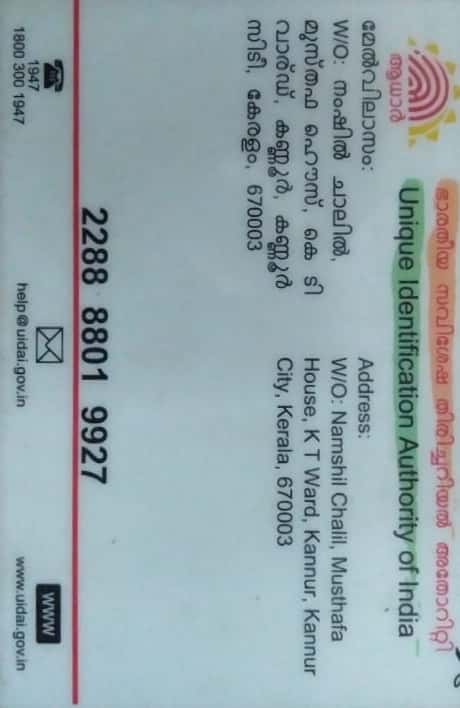 ഭാരതീയ സവിശേഷ തിരിച്ചറിയൽ അതോറിറ്റി
Unique Identification Authority of India
ആധാർ
മേൽവിലാസം:
W/O: നംഷിൽ ചാലിൽ,
മുസ്തഫ ഹൌസ്, കെ ടി
വാർഡ്, കണ്ണൂർ, കണ്ണൂർ
സിടീ, കേരളം, 670003
Address:
W/O: Namshil Chalil, Musthafa
House, K T Ward, Kannur, Kannur
City, Kerala, 670003
2288 8801 9927
1947
1800 300 1947
help@uidai.gov.in
www
www.uidai.gov.in